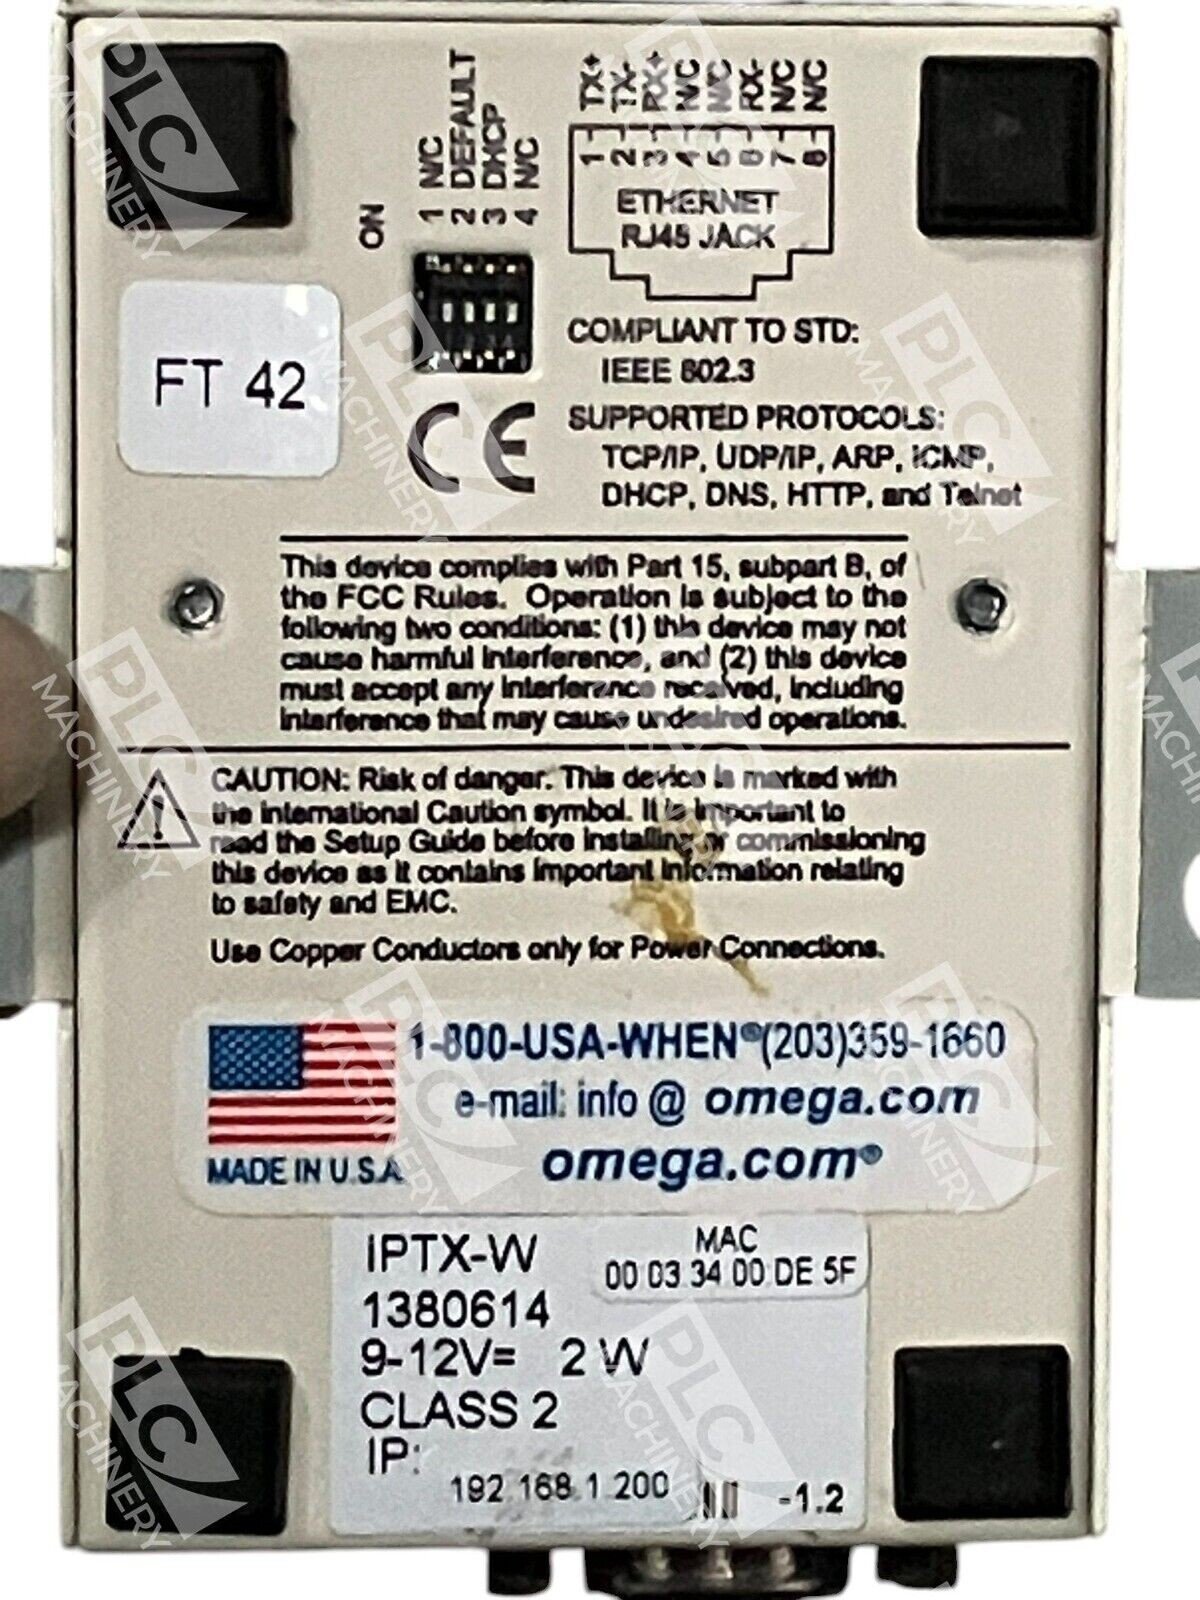 ON
1 N/C
2 DEFAULT
3 DHCP
4 N/C
1 TX+
2 TX-
3 RX+
4 N/C
5 N/C
6 RX-
7 N/C
8 N/C
ETHERNET
RJ45 JACK
FT 42
COMPLIANT TO STD:
IEEE 802.3
CE
SUPPORTED PROTOCOLS:
TCP/IP, UDP/IP, ARP, ICMP,
DHCP, DNS, HTTP, and Telnet
This device complies with Part 15, subpart B, of
the FCC Rules. Operation is subject to the
following two conditions: (1) this device may not
cause harmful interference, and (2) this device
must accept any interference received, including
interference that may cause undesired operations.
CAUTION: Risk of danger. This device is marked with
the international Caution symbol. It is important to
read the Setup Guide before installing or commissioning
this device as it contains important information relating
to safety and EMC.
Use Copper Conductors only for Power Connections.
1-800-USA-WHEN® (203)359-1660
e-mail: info @ omega.com
MADE IN U.S.A.
omega.com®
IPTX-W
MAC
00 03 34 00 DE 5F
1380614
9-12V= 2 W
CLASS 2
IP:
192.168.1.200
-1.2
PLC
MACHINERY